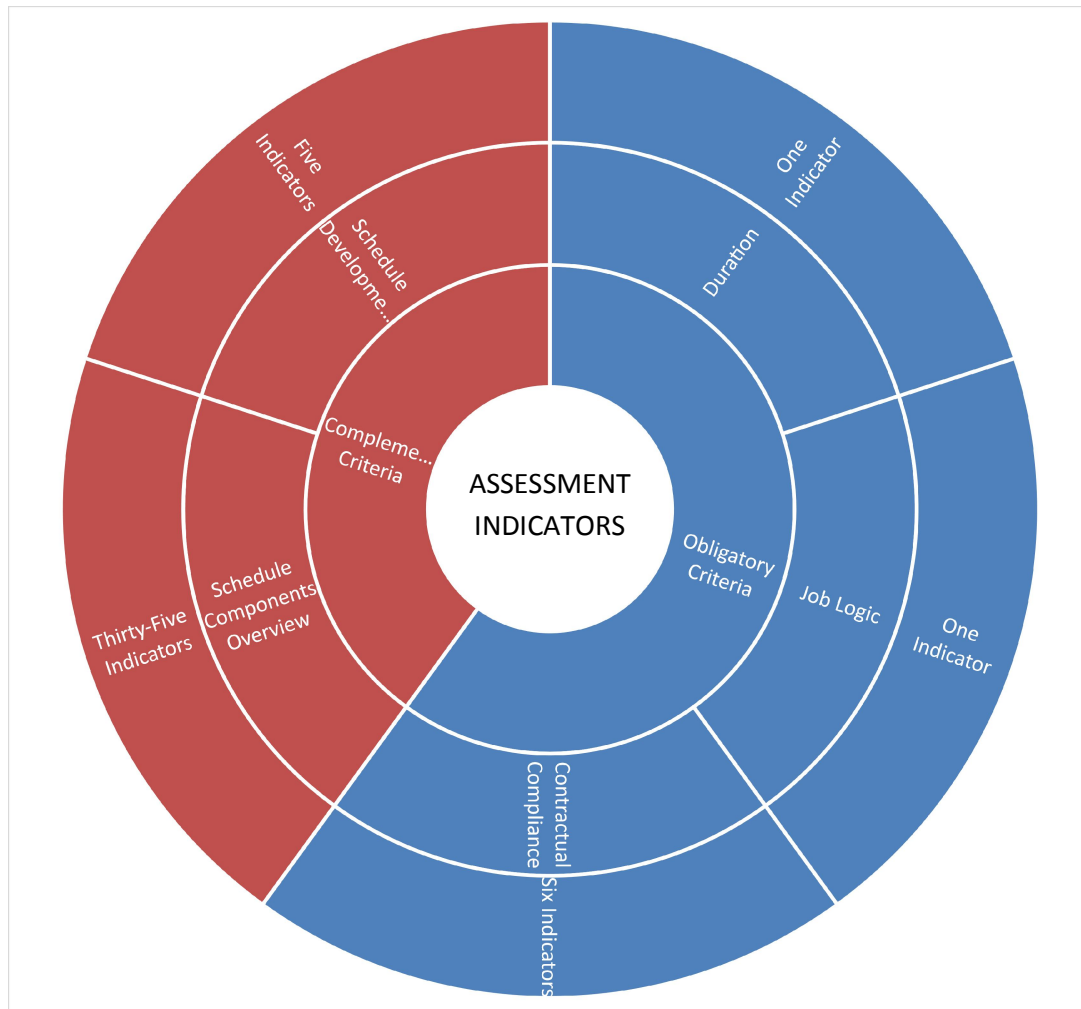 ASSESSMENT
INDICATORS
Obligatory
Criteria
Duration
One
Indicator
Job Logic
One
Indicator
Contractual
Compliance
Six Indicators
Compleme...
Criteria
Schedule
Components
Overview
Thirty-Five
Indicators
Schedule
Developme...
Five
Indicators